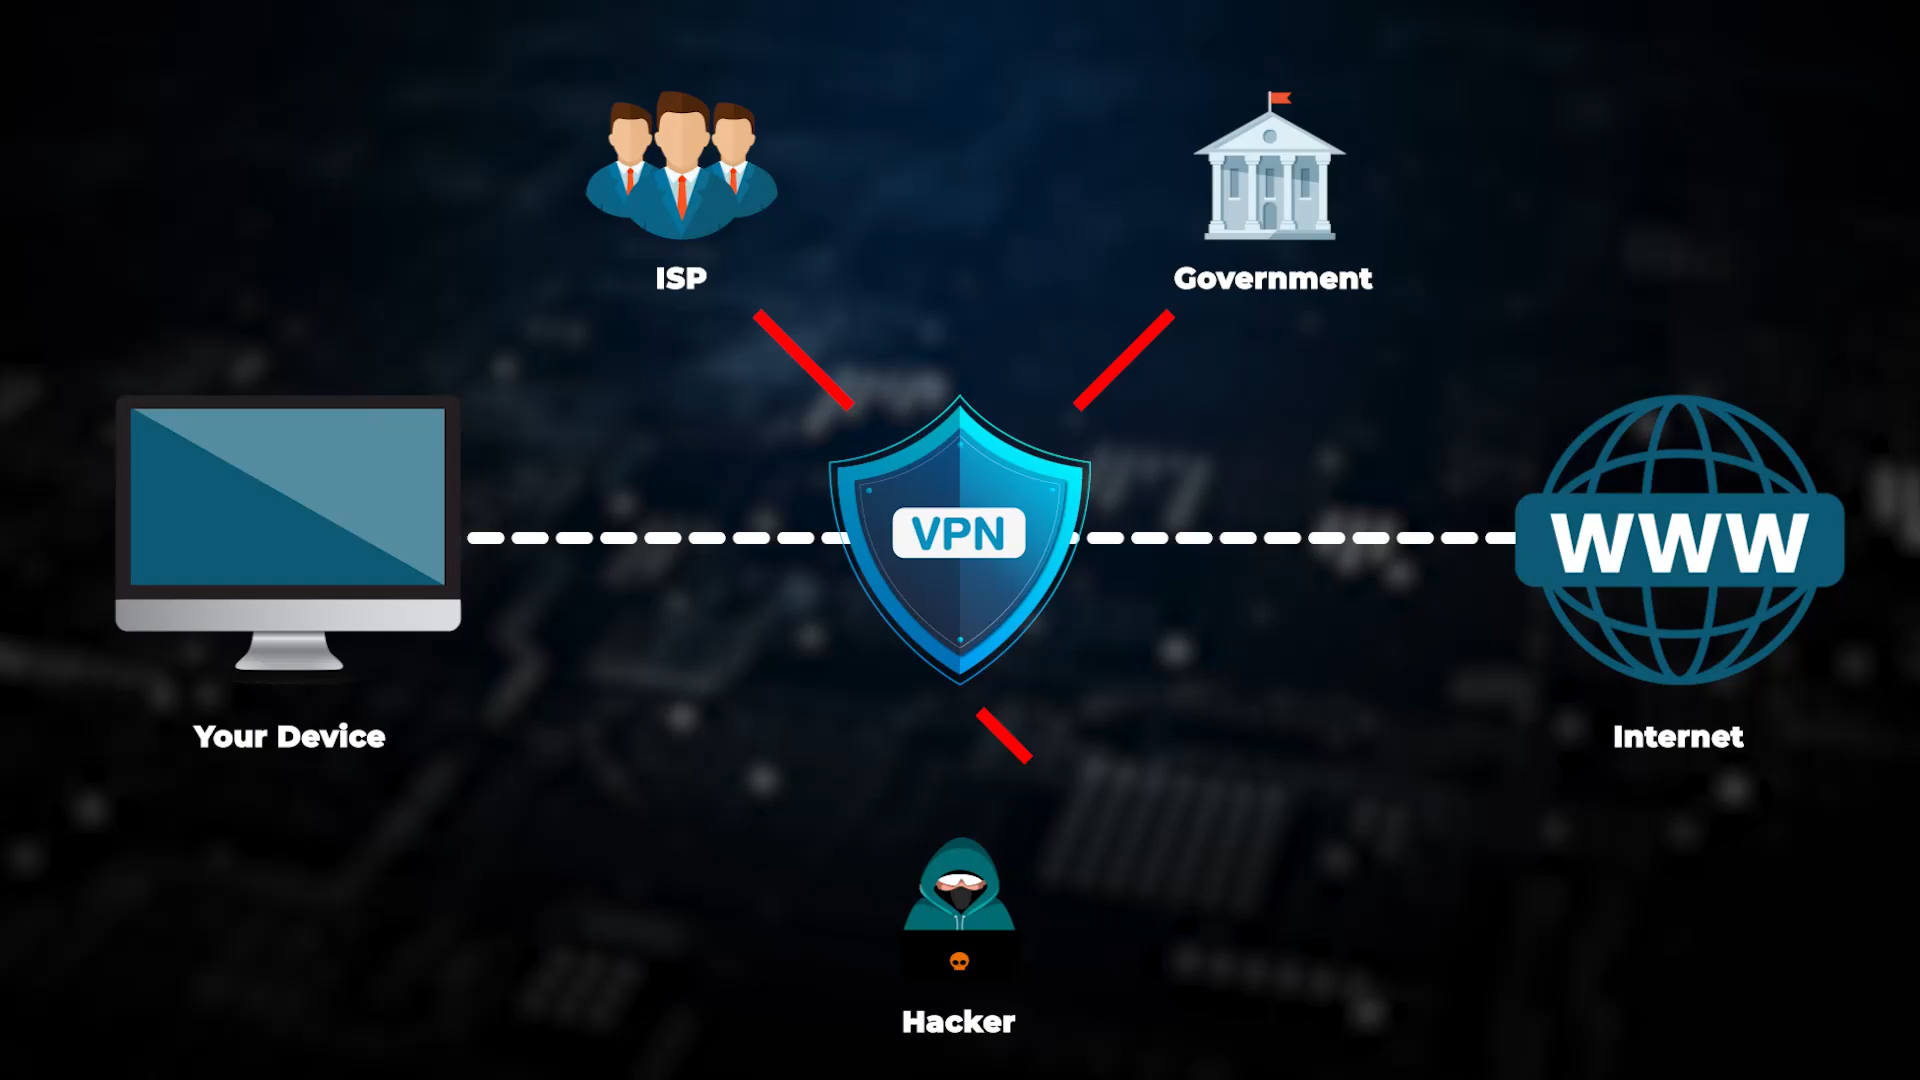 ISP
Government
VPN
WWW
Your Device
Internet
Hacker